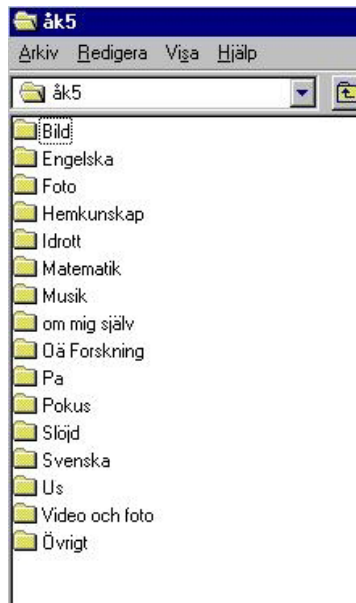 åk5
Arkiv Redigera Visa Hjälp
åk5
Bild
Engelska
Foto
Hemkunskap
Idrott
Matematik
Musik
om mig själv
Oä Forskning
Pa
Pokus
Slöjd
Svenska
Us
Video och foto
Övrigt